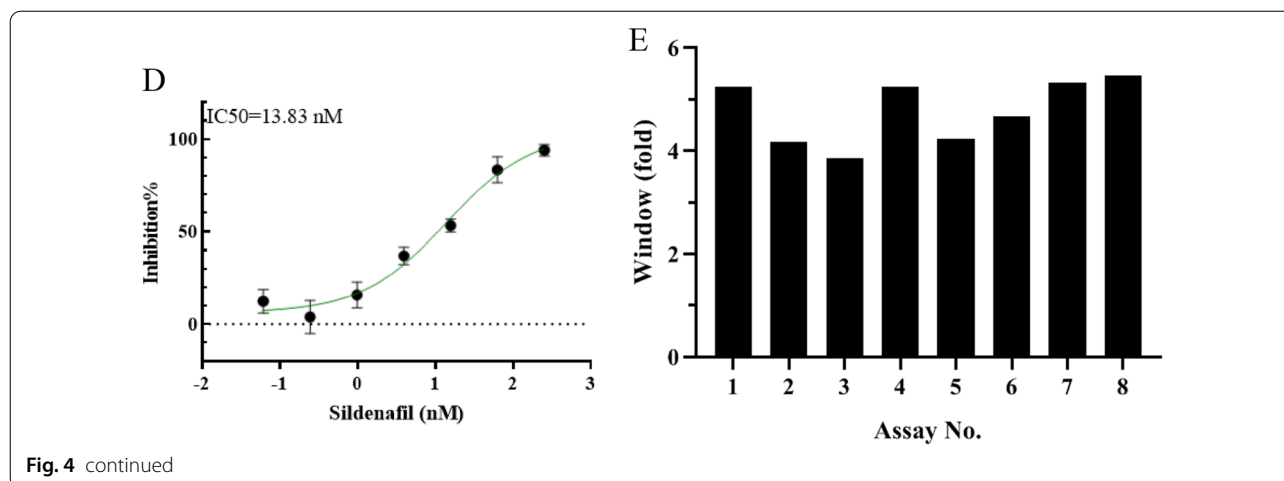 D
IC50=13.83 nM
100
50
0
Inhibition%
-2 -1 0 1 2 3
Sildenafil (nM)
E
6
4
2
0
Window (fold)
1 2 3 4 5 6 7 8
Assay No.
Fig. 4 continued